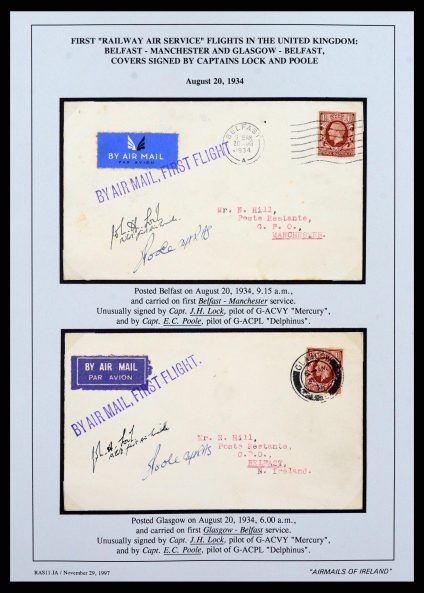 FIRST "RAILWAY AIR SERVICE" FLIGHTS IN THE UNITED KINGDOM:
BELFAST - MANCHESTER AND GLASGOW - BELFAST,
COVERS SIGNED BY CAPTAINS LOCK AND POOLE
August 20, 1934
BY AIR MAIL
PAR AVION
BELFAST
1934
A
BY AIR MAIL, FIRST FLIGHT.
Mr. N. Hill,
Poste Restante,
G. P. O.,
MANCHESTER.
Poole
Posted Belfast on August 20, 1934, 9.15 a.m.,
and carried on first Belfast - Manchester service.
Unusually signed by Capt. J.H. Lock, pilot of G-ACVY "Mercury",
and by Capt. E.C. Poole, pilot of G-ACPL "Delphinus".
BY AIR MAIL
PAR AVION
BY AIR MAIL, FIRST FLIGHT.
Mr. N. Hill,
Poste Restante,
G.P.O.,
BELFAST,
N. Ireland.
Poole
Posted Glasgow on August 20, 1934, 6.00 a.m.,
and carried on first Glasgow - Belfast service.
Unusually signed by Capt. J.H. Lock, pilot of G-ACVY "Mercury",
and by Capt. E.C. Poole, pilot of G-ACPL "Delphinus".
RAS11.IA / November 29, 1997
"AIRMAILS OF IRELAND"